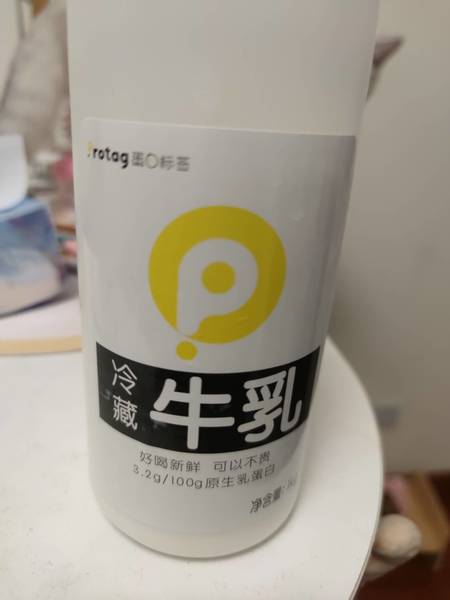 Protag 蛋白标签
冷藏
牛乳
好喝新鲜 可以不贵
3.2g/100g原生乳蛋白
净含量: